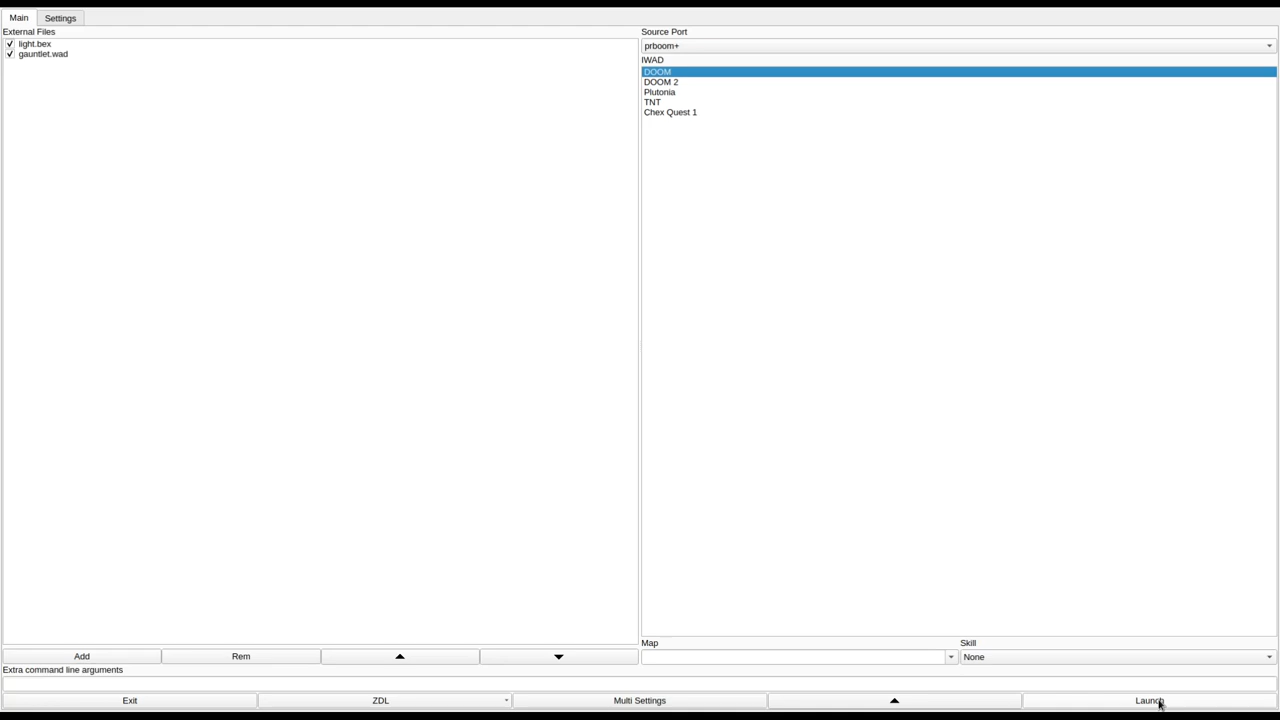 Main Settings
External Files
light.bex
gauntlet.wad
Source Port
prboom+
IWAD
DOOM
DOOM 2
Plutonia
TNT
Chex Quest 1
Map Skill
None
Add Rem
Extra command line arguments
Exit ZDL Multi Settings Launch